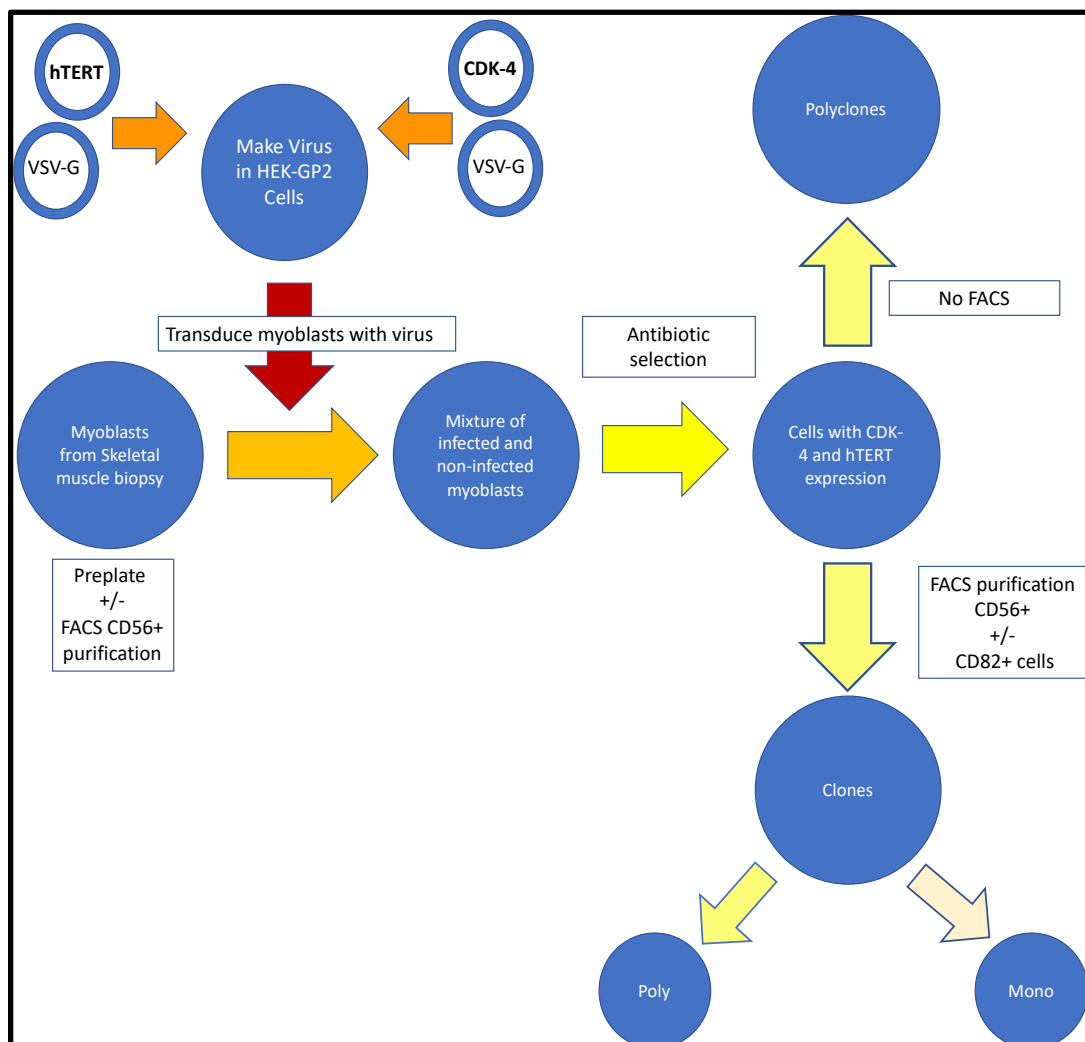 hTERT
VSV-G
CDK-4
VSV-G
Make Virus
in HEK-GP2
Cells
Polyclones
No FACS
Transduce myoblasts with virus
Antibiotic
selection
Myoblasts
from Skeletal
muscle biopsy
Mixture of
infected and
non-infected
myoblasts
Cells with CDK-
4 and hTERT
expression
Preplate
+/-
FACS CD56+
purification
FACS purification
CD56+
+/-
CD82+ cells
Clones
Poly
Mono